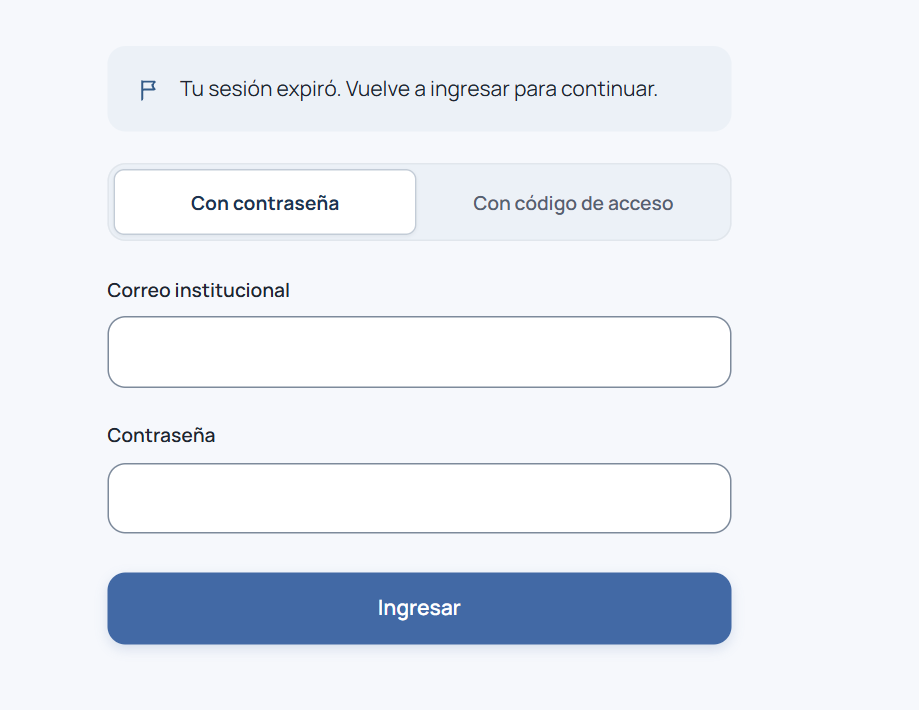 Tu sesión expiró. Vuelve a ingresar para continuar.
Con contraseña
Con código de acceso
Correo institucional
Contraseña
Ingresar